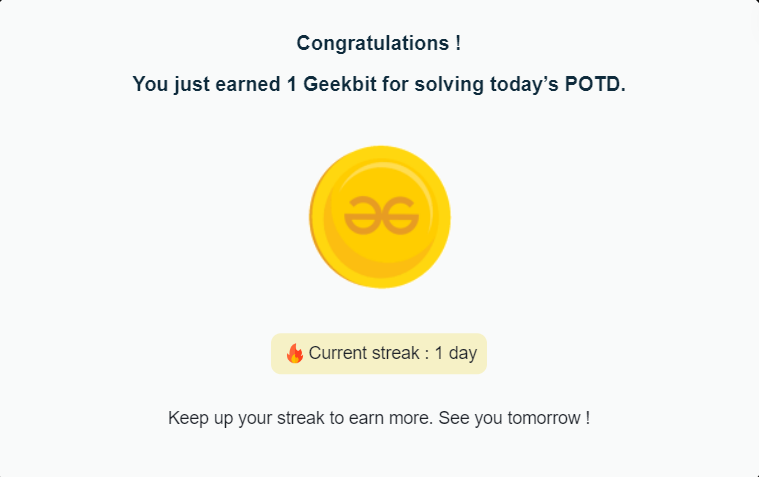 Congratulations !
You just earned 1 Geekbit for solving today’s POTD.
Current streak : 1 day
Keep up your streak to earn more. See you tomorrow !